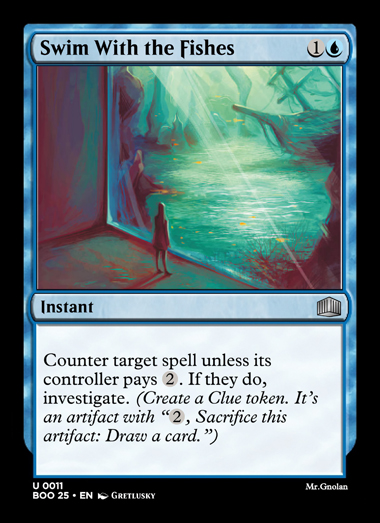 Swim With the Fishes 1
Instant
Counter target spell unless its
controller pays 2. If they do,
investigate. (Create a Clue token. It's
an artifact with “2, Sacrifice this
artifact: Draw a card.”)
U 0011
BOO 25 • EN Gretlusky
Mr.Gnolan